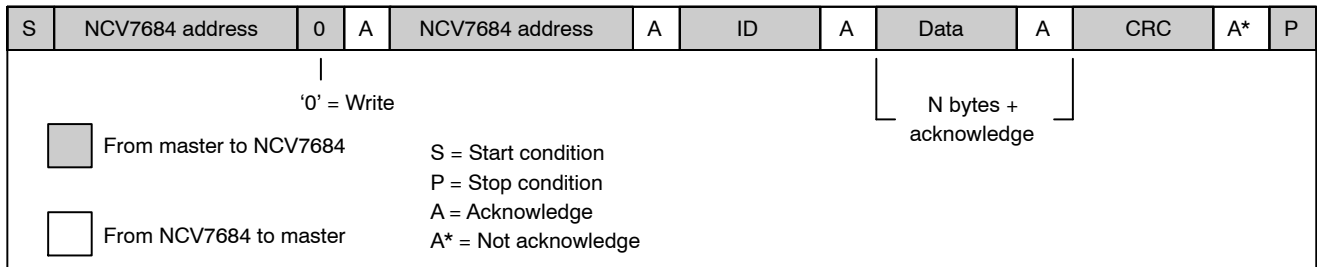 S NCV7684 address 0 A NCV7684 address A ID A Data A CRC A* P
‘0’ = Write
N bytes +
acknowledge
From master to NCV7684
S = Start condition
P = Stop condition
A = Acknowledge
A* = Not acknowledge
From NCV7684 to master